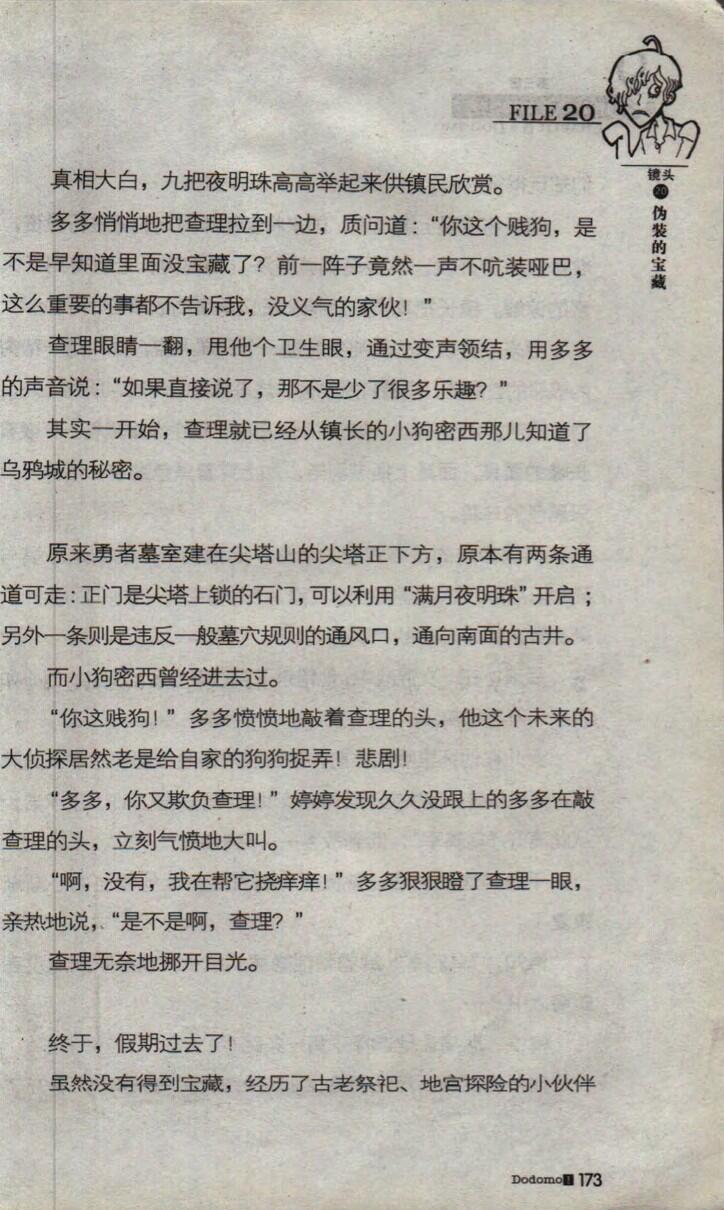 FILE 20
镜头
20
伪装的宝藏
真相大白，九把夜明珠高高举起来供镇民欣赏。
多多悄悄地把查理拉到一边，质问道：“你这个贱狗，是
不是早知道里面没宝藏了？前一阵子竟然一声不吭装哑巴，
这么重要的事都不告诉我，没义气的家伙！”
查理眼睛一翻，甩他个卫生眼，通过变声领结，用多多
的声音说：“如果直接说了，那不是少了很多乐趣？”
其实一开始，查理就已经从镇长的小狗密西那儿知道了
乌鸦城的秘密。
原来勇者墓室建在尖塔山的尖塔正下方，原本有两条通
道可走：正门是尖塔上锁的石门，可以利用“满月夜明珠”开启；
另外一条则是违反一般墓穴规则的通风口，通向南面的古井。
而小狗密西曾经进去过。
“你这贱狗！”多多愤愤地敲着查理的头，他这个未来的
大侦探居然老是给自家的狗狗捉弄！悲剧！
“多多，你又欺负查理！”婷婷发现久久没跟上的多多在敲
查理的头，立刻气愤地大叫。
“啊，没有，我在帮它挠痒痒！”多多狠狠瞪了查理一眼，
亲热地说，“是不是啊，查理？”
查理无奈地挪开目光。
终于，假期过去了！
虽然没有得到宝藏，经历了古老祭祀、地宫探险的小伙伴
Dodomo! 173